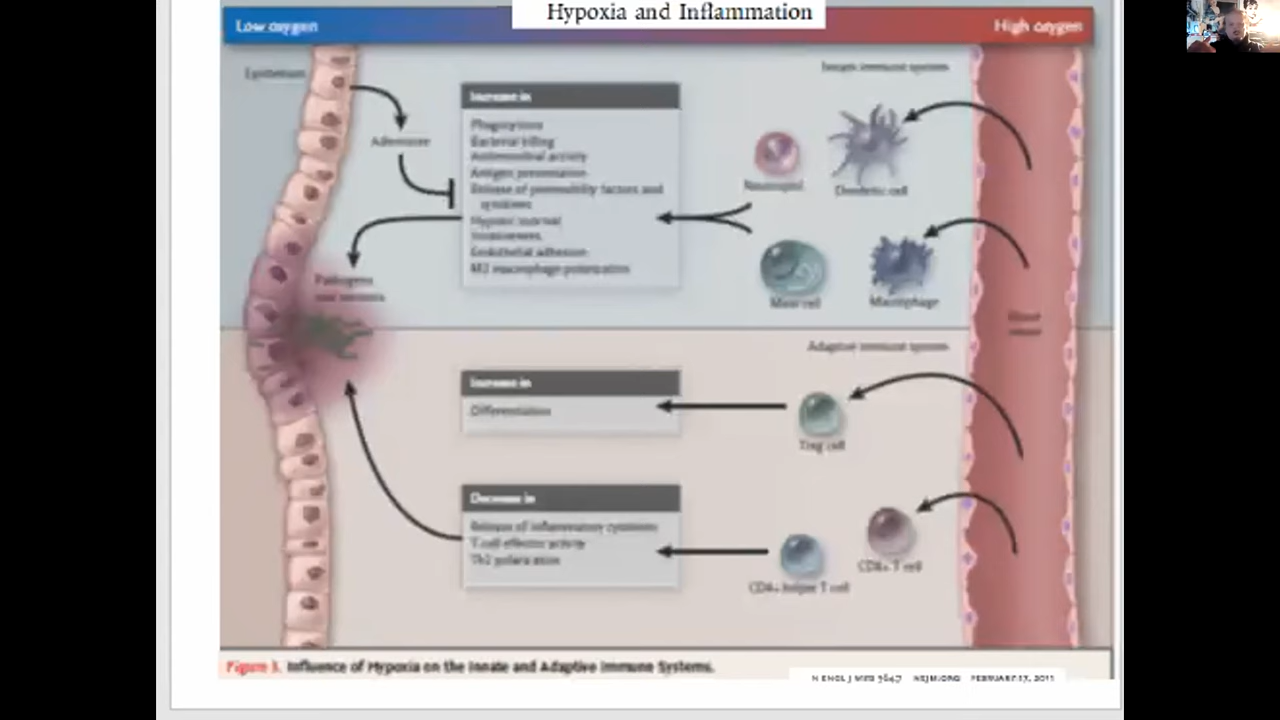 Hypoxia and Inflammation
Low oxygen
High oxygen
Epithelium
Innate immune system
Increase in
Phagocytosis
Bacterial killing
Antimicrobial activity
Antigen presentation
Release of permeability factors and
cytokines
Endothelial adhesion
M2 macrophage polarization
Adenosine
Neutrophil
Dendritic cell
Pathogens
Mast cell
Macrophage
Blood
vessel
Adaptive immune system
Increase in
Differentiation
Treg cell
Decrease in
Release of inflammatory cytokines
T-cell effector activity
CD8+ T cell
CD4+ helper T cell
Figure 3. Influence of Hypoxia on the Innate and Adaptive Immune Systems.
N ENGL J MED NEJM.ORG FEBRUARY 17, 2011